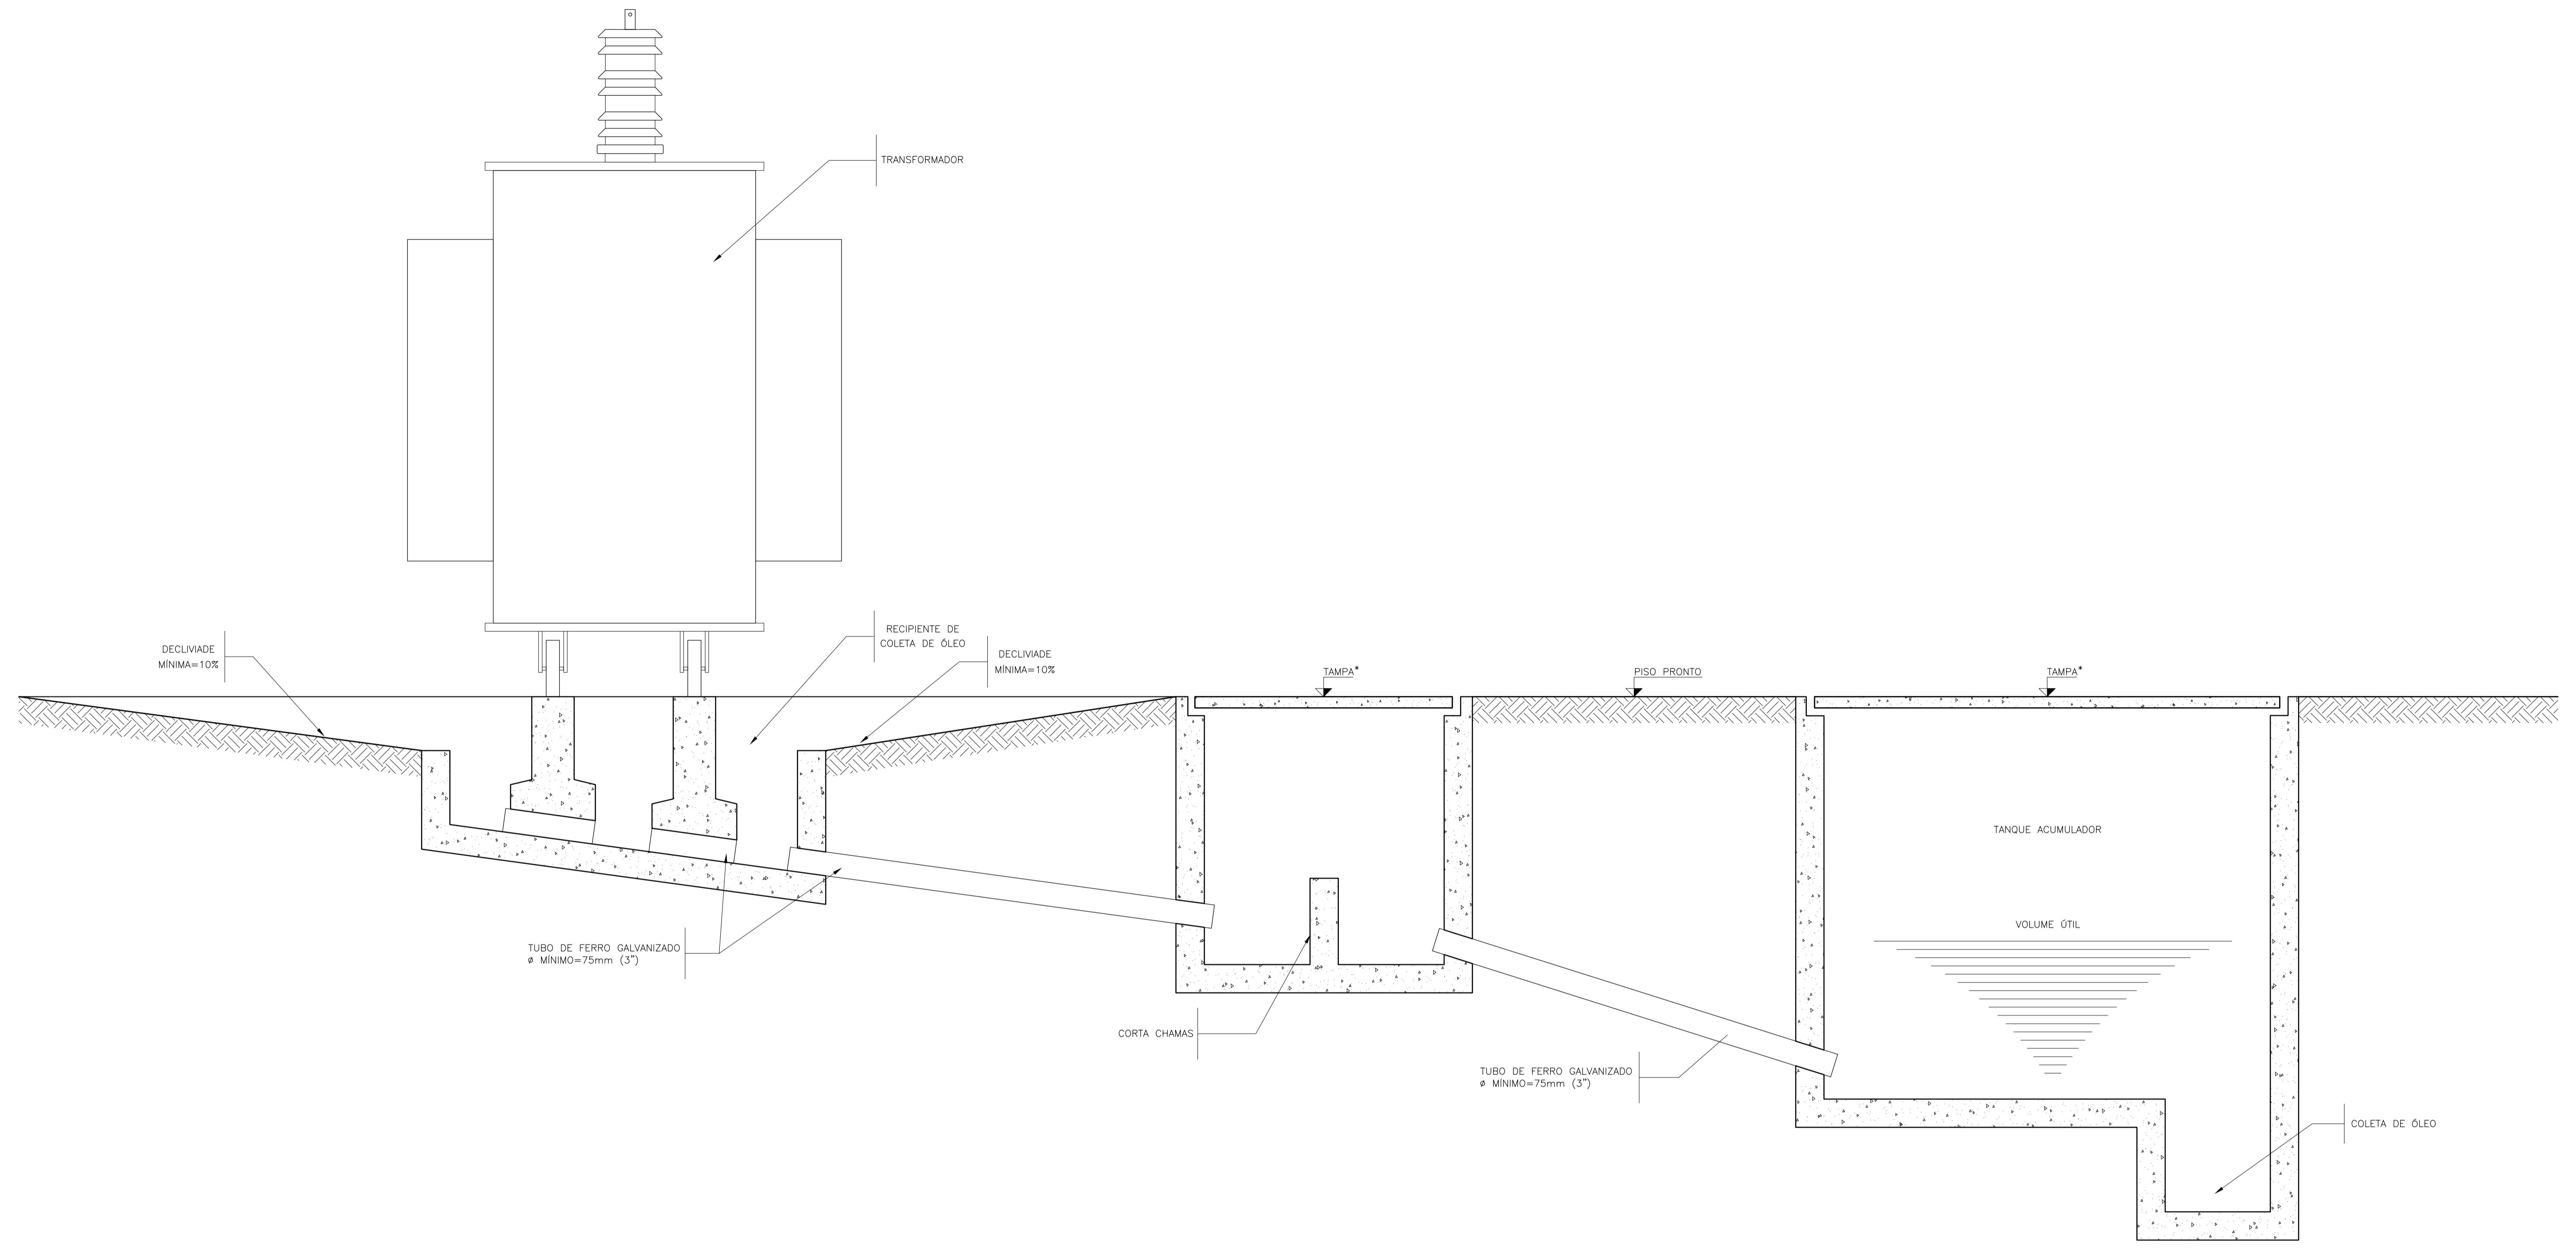 TRANSFORMADOR
DECLIVIADE
MÍNIMA=10%
RECIPIENTE DE
COLETA DE ÓLEO
DECLIVIADE
MÍNIMA=10%
TAMPA*
PISO PRONTO
TAMPA*
TANQUE ACUMULADOR
VOLUME ÚTIL
TUBO DE FERRO GALVANIZADO
ø MÍNIMO=75mm (3")
CORTA CHAMAS
TUBO DE FERRO GALVANIZADO
ø MÍNIMO=75mm (3")
COLETA DE ÓLEO